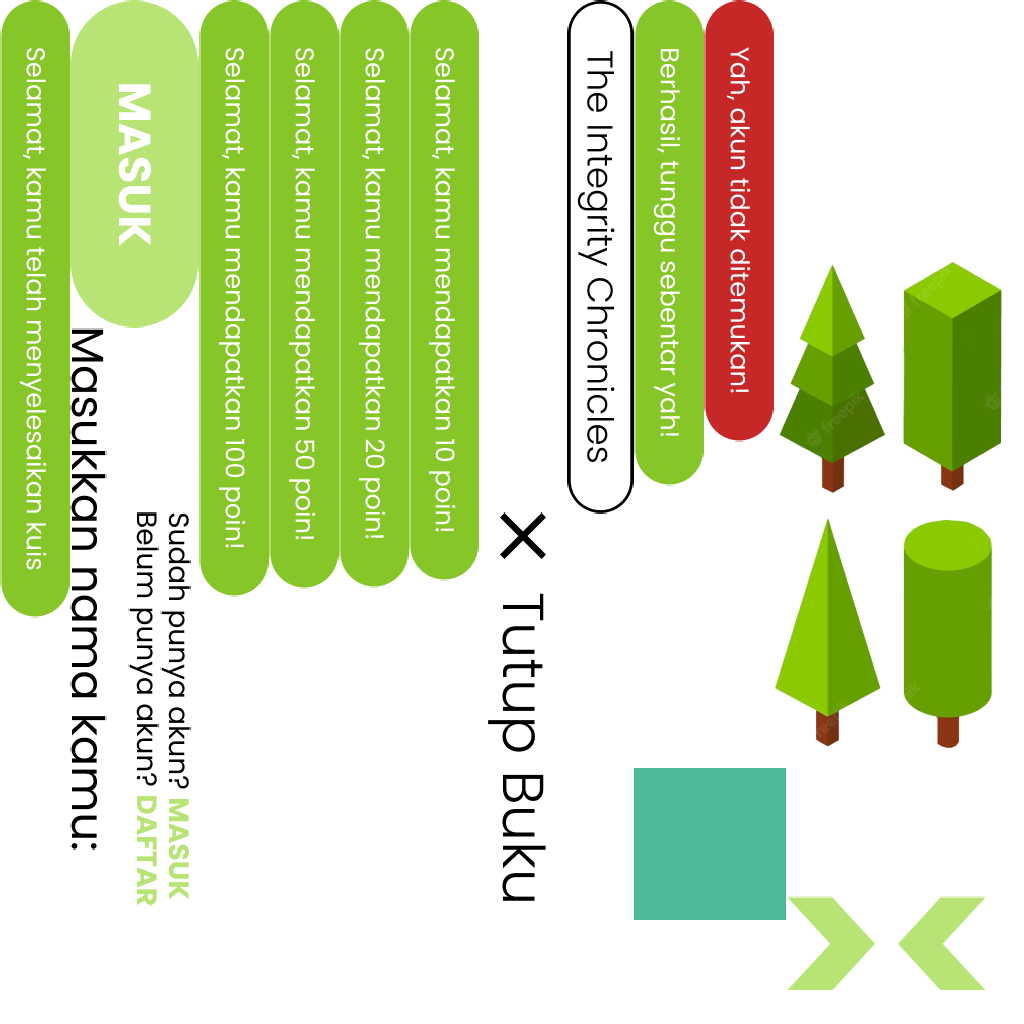 Selamat, kamu telah menyelesaikan kuis
MASUK
Masukkan nama kamu:
Sudah punya akun? MASUK
Belum punya akun? DAFTAR
Selamat, kamu mendapatkan 100 poin!
Selamat, kamu mendapatkan 50 poin!
Selamat, kamu mendapatkan 20 poin!
Selamat, kamu mendapatkan 10 poin!
× Tutup Buku
The Integrity Chronicles
Berhasil, tunggu sebentar yah!
Yah, akun tidak ditemukan!
freepik